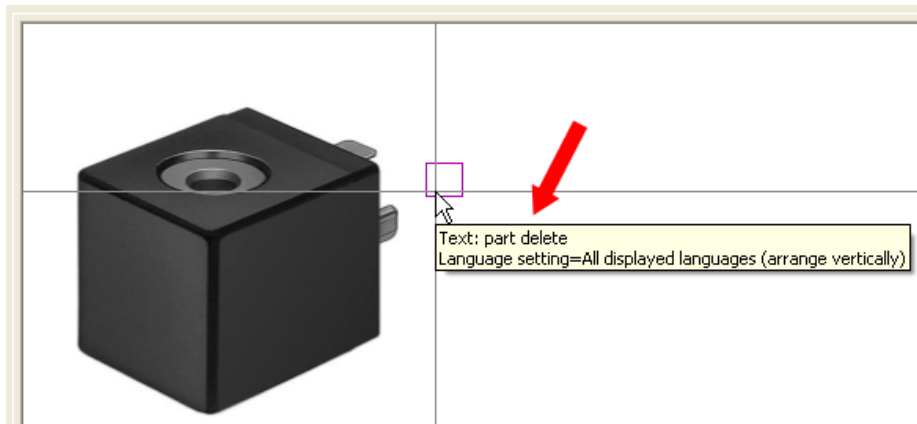 Text: part delete
Language setting=All displayed languages (arrange vertically)